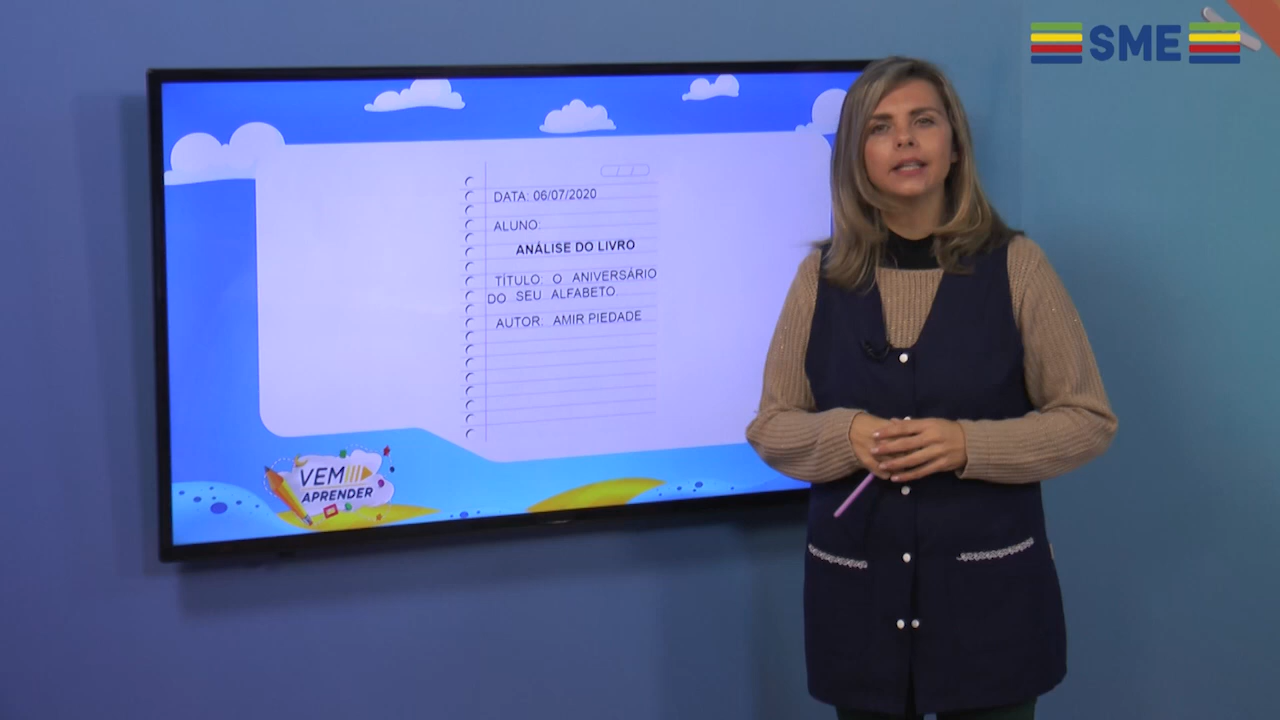 SME
DATA: 06/07/2020
ALUNO:
ANÁLISE DO LIVRO
TÍTULO: O ANIVERSÁRIO
DO SEU ALFABETO
AUTOR: AMIR PIEDADE
VEM
APRENDER